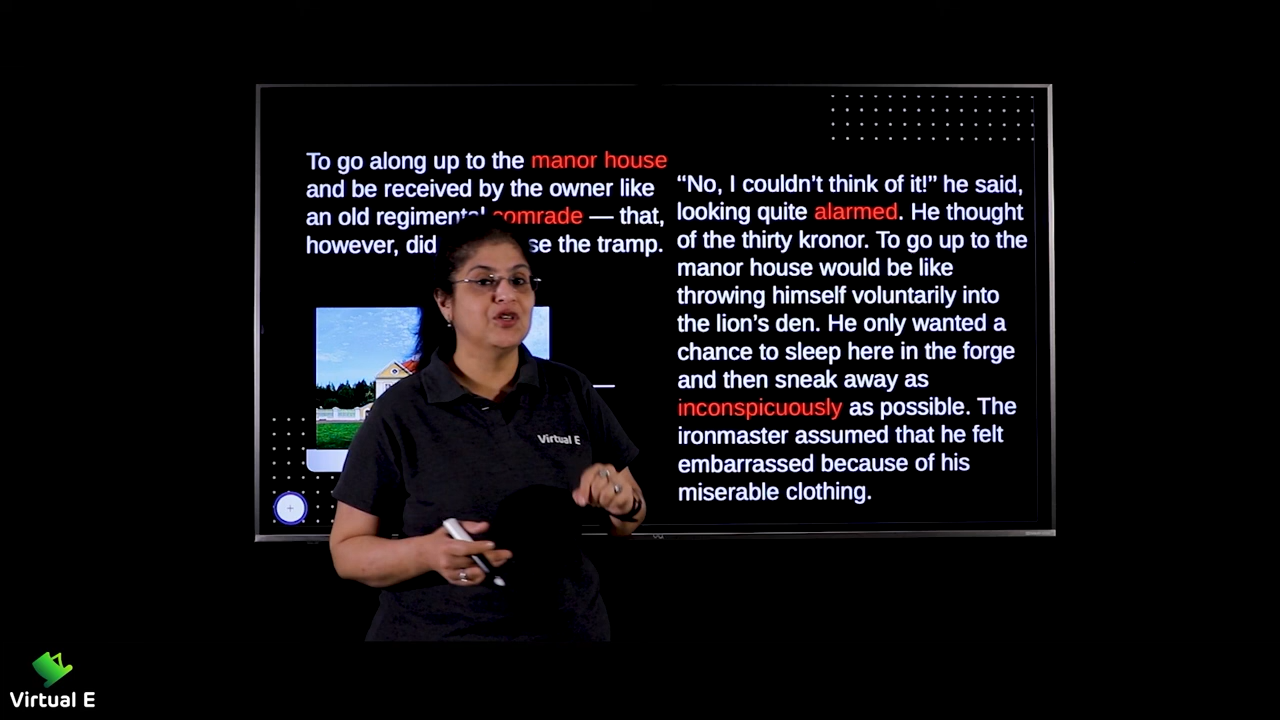 To go along up to the manor house
and be received by the owner like
an old regimental comrade — that,
however, did se the tramp.
“No, I couldn’t think of it!” he said,
looking quite alarmed. He thought
of the thirty kronor. To go up to the
manor house would be like
throwing himself voluntarily into
the lion’s den. He only wanted a
chance to sleep here in the forge
and then sneak away as
inconspicuously as possible. The
ironmaster assumed that he felt
embarrassed because of his
miserable clothing.
Virtual E
Virtual E